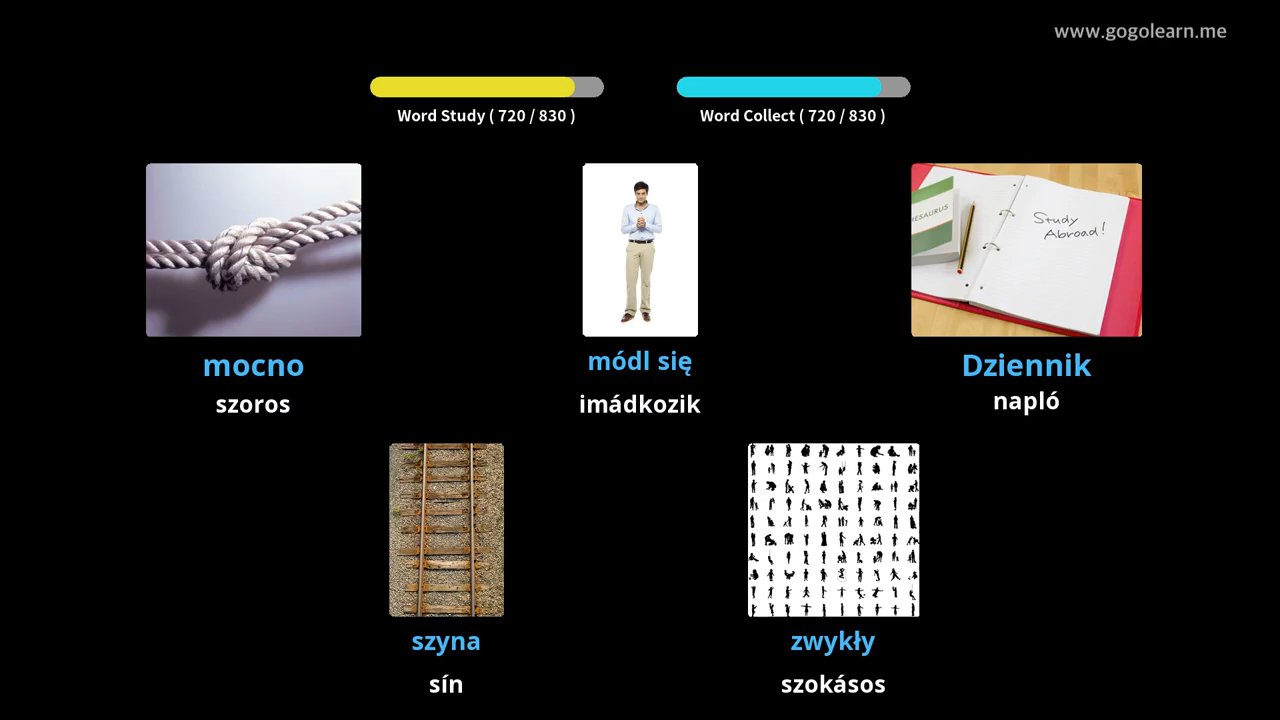 www.gogolearn.me
Word Study ( 720 / 830 )
Word Collect ( 720 / 830 )
HESAURUS
Study
Abroad!
mocno
szoros
módl się
imádkozik
Dziennik
napló
szyna
sín
zwykły
szokásos